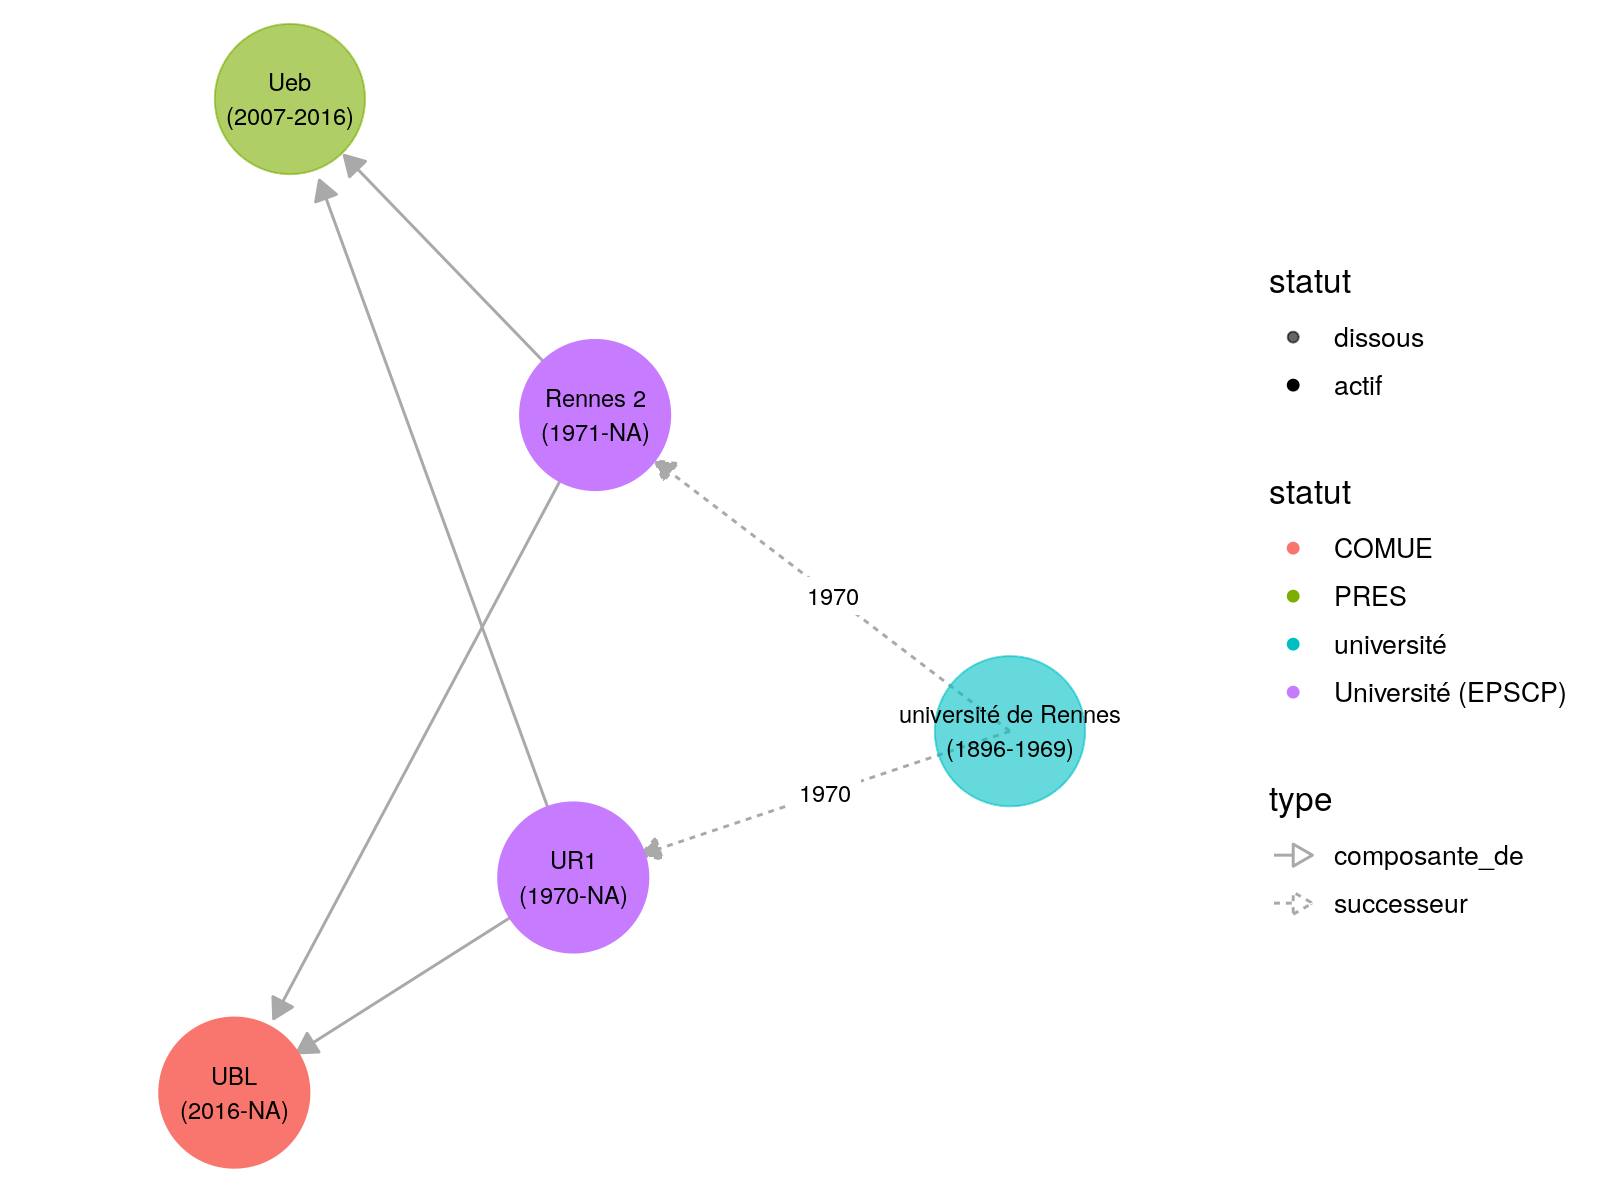 Ueb
(2007-2016)
Rennes 2
(1971-NA)
1970
université de Rennes
(1896-1969)
1970
UR1
(1970-NA)
UBL
(2016-NA)
statut
dissous
actif
statut
COMUE
PRES
université
Université (EPSCP)
type
composante_de
successeur